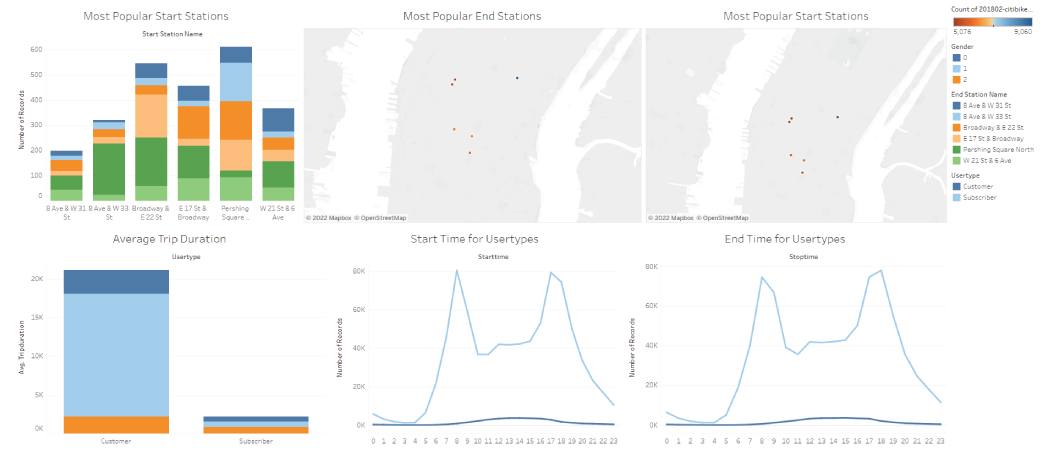 Most Popular Start Stations
Start Station Name
Number of Records
600
500
400
300
200
100
0
8 Ave & W 31 St
8 Ave & W 33 St
Broadway & E 22 St
E 17 St & Broadway
Pershing Square ..
W 21 St & 6 Ave
Most Popular End Stations
© 2022 Mapbox © OpenStreetMap
Most Popular Start Stations
© 2022 Mapbox © OpenStreetMap
Count of 201802-citibike...
5,076 9,060
Gender
0
1
2
End Station Name
8 Ave & W 31 St
8 Ave & W 33 St
Broadway & E 22 St
E 17 St & Broadway
Pershing Square North
W 21 St & 6 Ave
Usertype
Customer
Subscriber
Average Trip Duration
Usertype
Avg. Tripduration
20K
15K
10K
5K
0K
Customer Subscriber
Start Time for Usertypes
Starttime
Number of Records
80K
60K
40K
20K
0K
0 1 2 3 4 5 6 7 8 9 10 11 12 13 14 15 16 17 18 19 20 21 22 23
End Time for Usertypes
Stoptime
Number of Records
80K
60K
40K
20K
0K
0 1 2 3 4 5 6 7 8 9 10 11 12 13 14 15 16 17 18 19 20 21 22 23